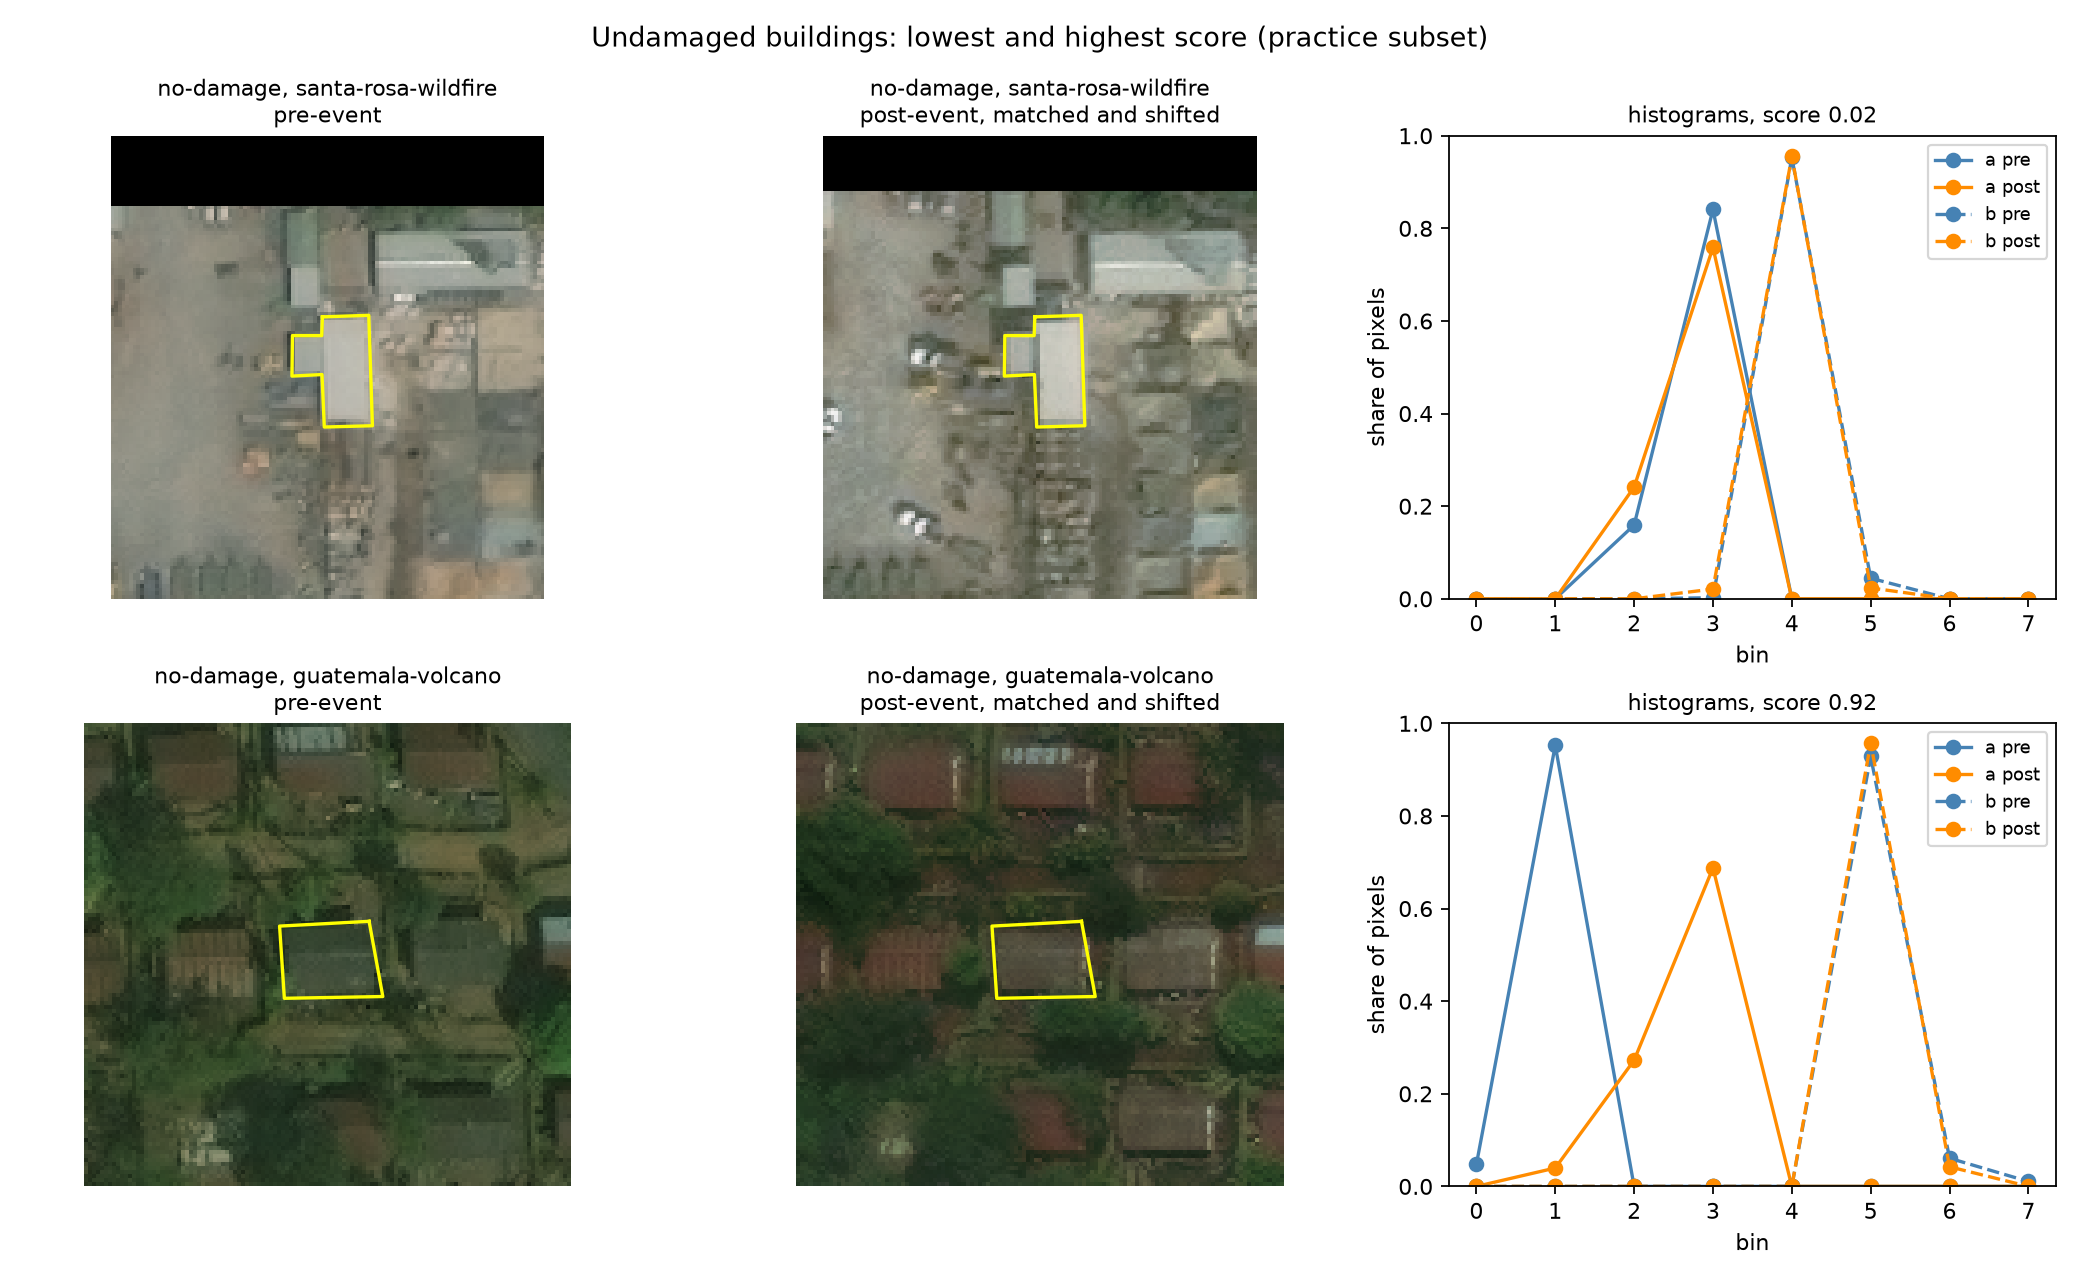 Undamaged buildings: lowest and highest score (practice subset)
no-damage, santa-rosa-wildfire
pre-event
no-damage, santa-rosa-wildfire
post-event, matched and shifted
histograms, score 0.02
1.0
0.8
0.6
0.4
0.2
0.0
share of pixels
a pre
a post
b pre
b post
0 1 2 3 4 5 6 7
bin
no-damage, guatemala-volcano
pre-event
no-damage, guatemala-volcano
post-event, matched and shifted
histograms, score 0.92
1.0
0.8
0.6
0.4
0.2
0.0
share of pixels
a pre
a post
b pre
b post
0 1 2 3 4 5 6 7
bin